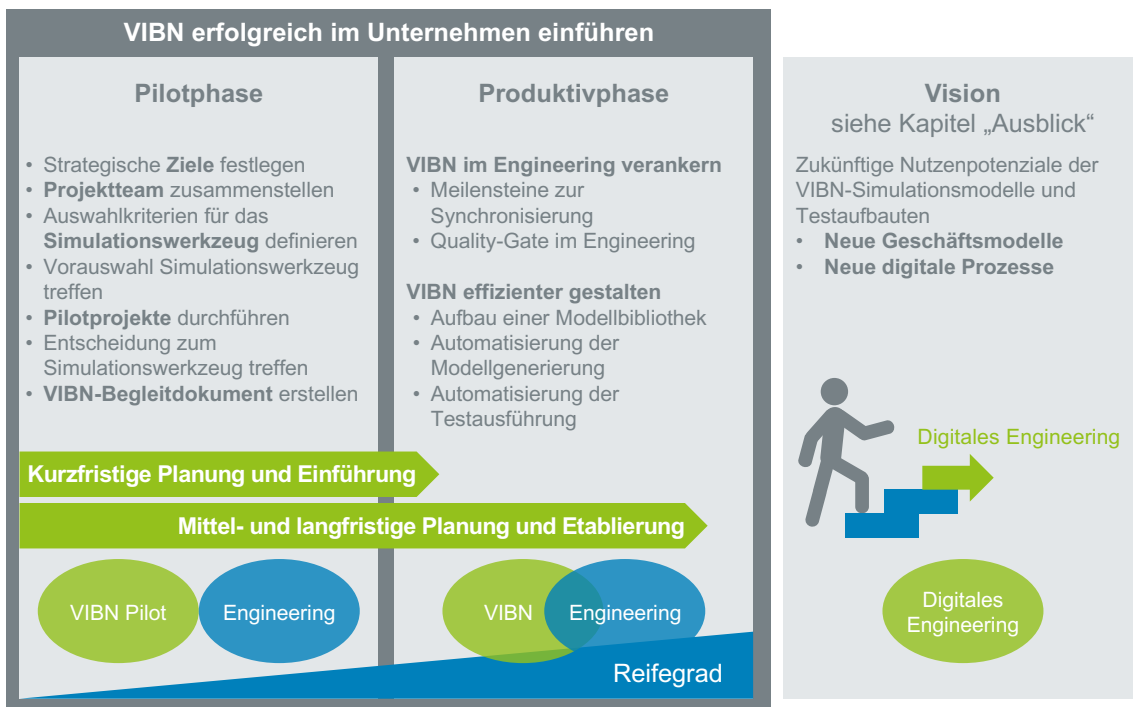 VIBN erfolgreich im Unternehmen einführen
Pilotphase
• Strategische Ziele festlegen
• Projektteam zusammenstellen
• Auswahlkriterien für das
Simulationswerkzeug definieren
• Vorauswahl Simulationswerkzeug
treffen
• Pilotprojekte durchführen
• Entscheidung zum
Simulationswerkzeug treffen
• VIBN-Begleitdokument erstellen
Produktivphase
VIBN im Engineering verankern
• Meilensteine zur
Synchronisierung
• Quality-Gate im Engineering
VIBN effizienter gestalten
• Aufbau einer Modellbibliothek
• Automatisierung der
Modellgenerierung
• Automatisierung der
Testausführung
Kurzfristige Planung und Einführung
Mittel- und langfristige Planung und Etablierung
VIBN Pilot
Engineering
VIBN
Engineering
Reifegrad
Vision
siehe Kapitel „Ausblick“
Zukünftige Nutzenpotenziale der
VIBN-Simulationsmodelle und
Testaufbauten
• Neue Geschäftsmodelle
• Neue digitale Prozesse
Digitales Engineering
Digitales
Engineering